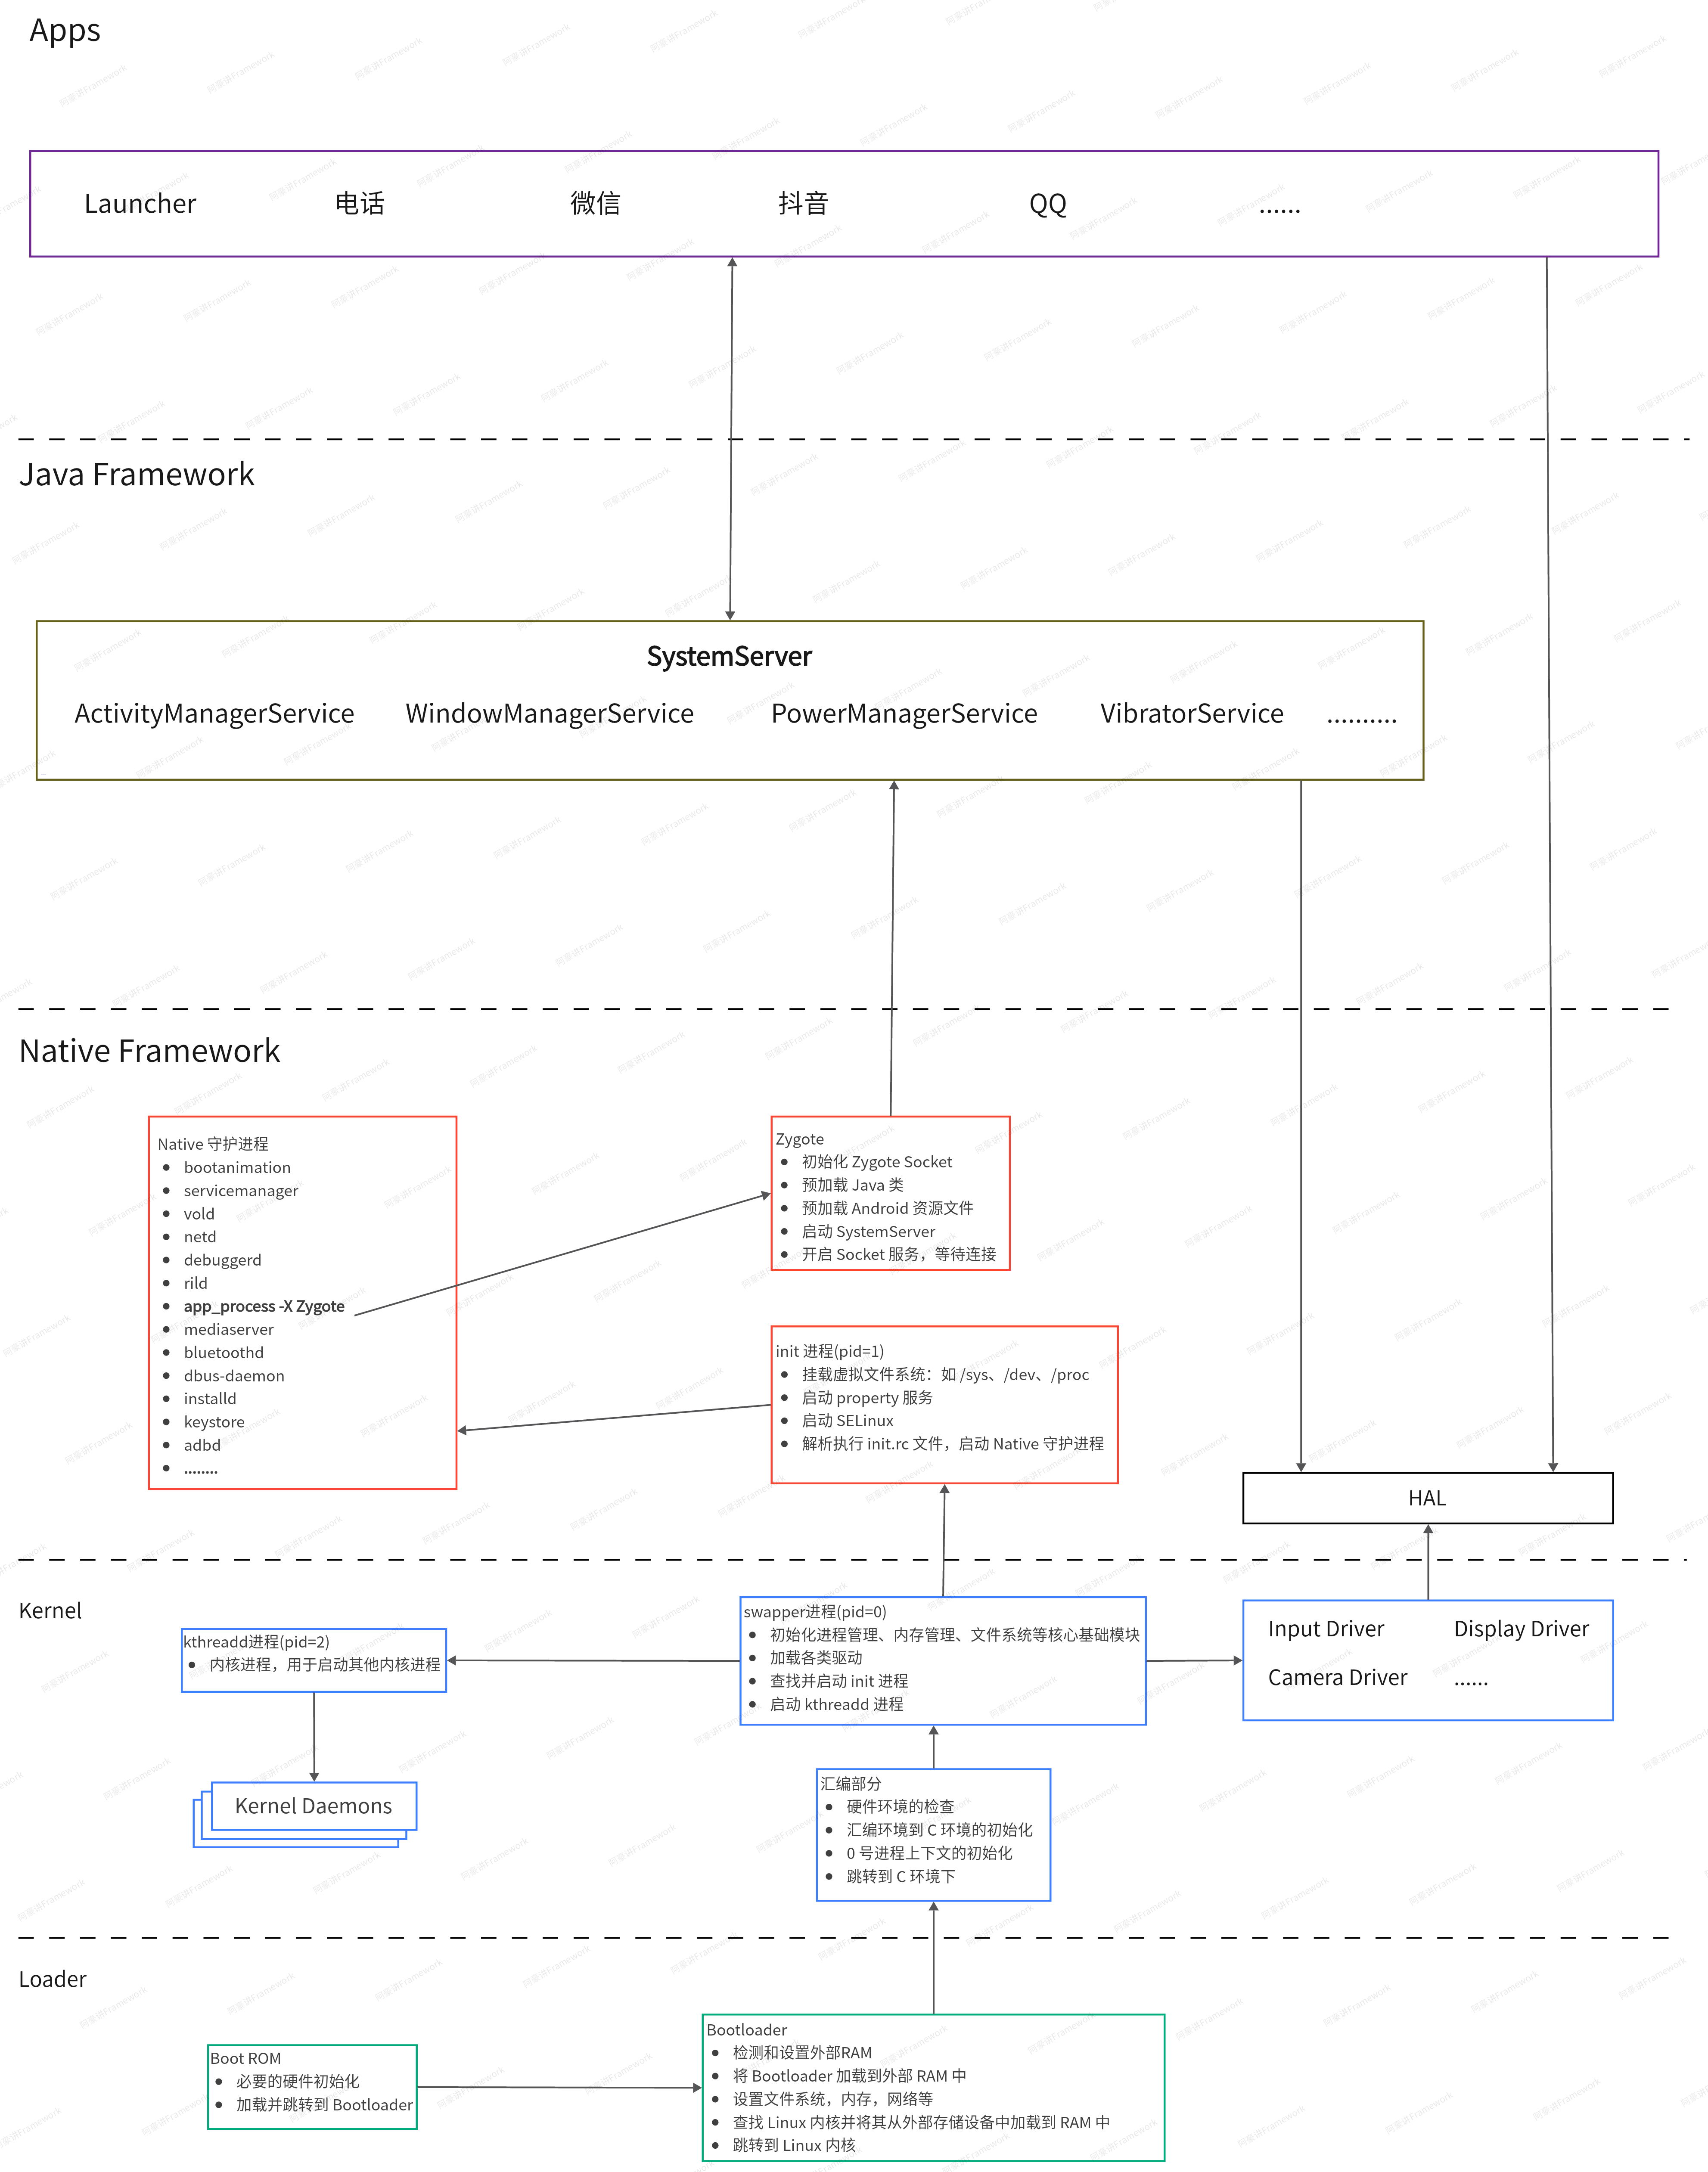 Apps
Launcher 电话 微信 抖音 QQ ......
Java Framework
SystemServer
ActivityManagerService WindowManagerService PowerManagerService VibratorService ..........
Native Framework
Native 守护进程
bootanimation
servicemanager
vold
netd
debuggerd
rild
app_process -X Zygote
mediaserver
bluetoothd
dbus-daemon
installd
keystore
adbd
........
Zygote
初始化 Zygote Socket
预加载 Java 类
预加载 Android 资源文件
启动 SystemServer
开启 Socket 服务，等待连接
init 进程(pid=1)
挂载虚拟文件系统：如 /sys、/dev、/proc
启动 property 服务
启动 SELinux
解析执行 init.rc 文件，启动 Native 守护进程
HAL
Kernel
kthreadd进程(pid=2)
内核进程，用于启动其他内核进程
swapper进程(pid=0)
初始化进程管理、内存管理、文件系统等核心基础模块
加载各类驱动
查找并启动 init 进程
启动 kthreadd 进程
Input Driver Display Driver
Camera Driver ......
Kernel Daemons
汇编部分
硬件环境的检查
汇编环境到 C 环境的初始化
0 号进程上下文的初始化
跳转到 C 环境下
Loader
Boot ROM
必要的硬件初始化
加载并跳转到 Bootloader
Bootloader
检测和设置外部RAM
将 Bootloader 加载到外部 RAM 中
设置文件系统，内存，网络等
查找 Linux 内核并将其从外部存储设备中加载到 RAM 中
跳转到 Linux 内核